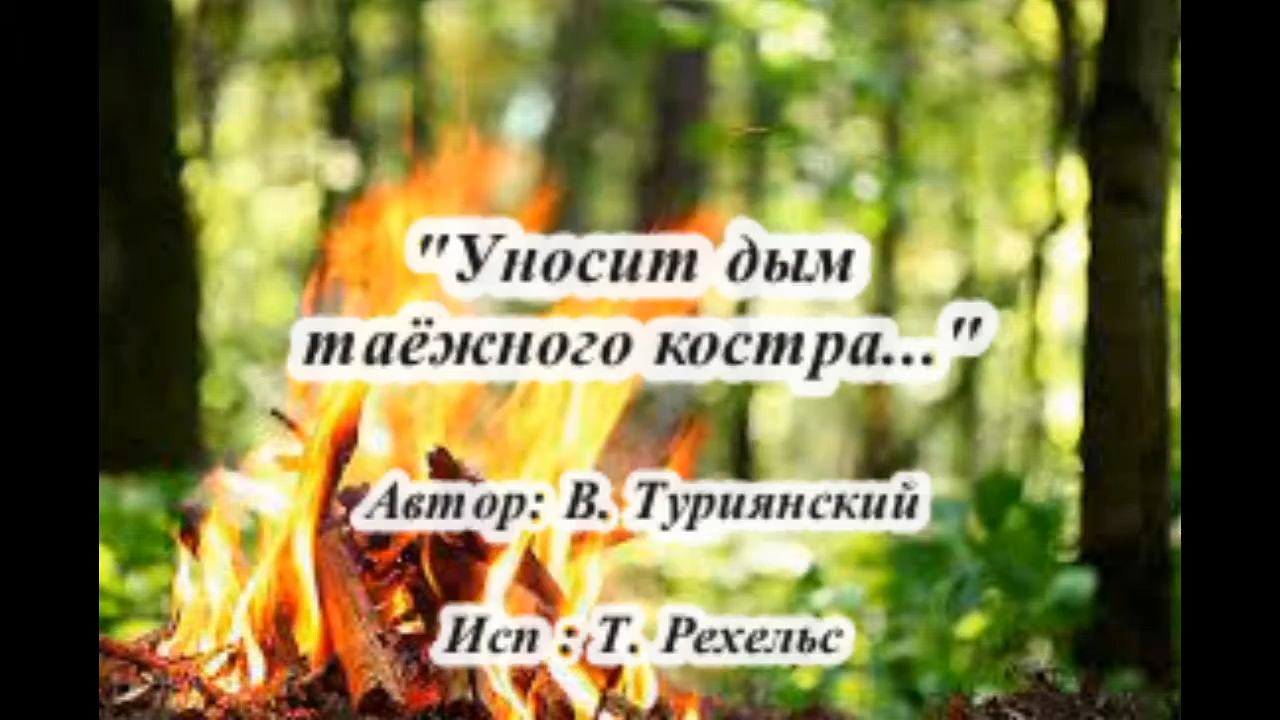 "Уносит дым
таёжного костра..."
Автор: В. Туриянский
Исп : Т. Рехельс